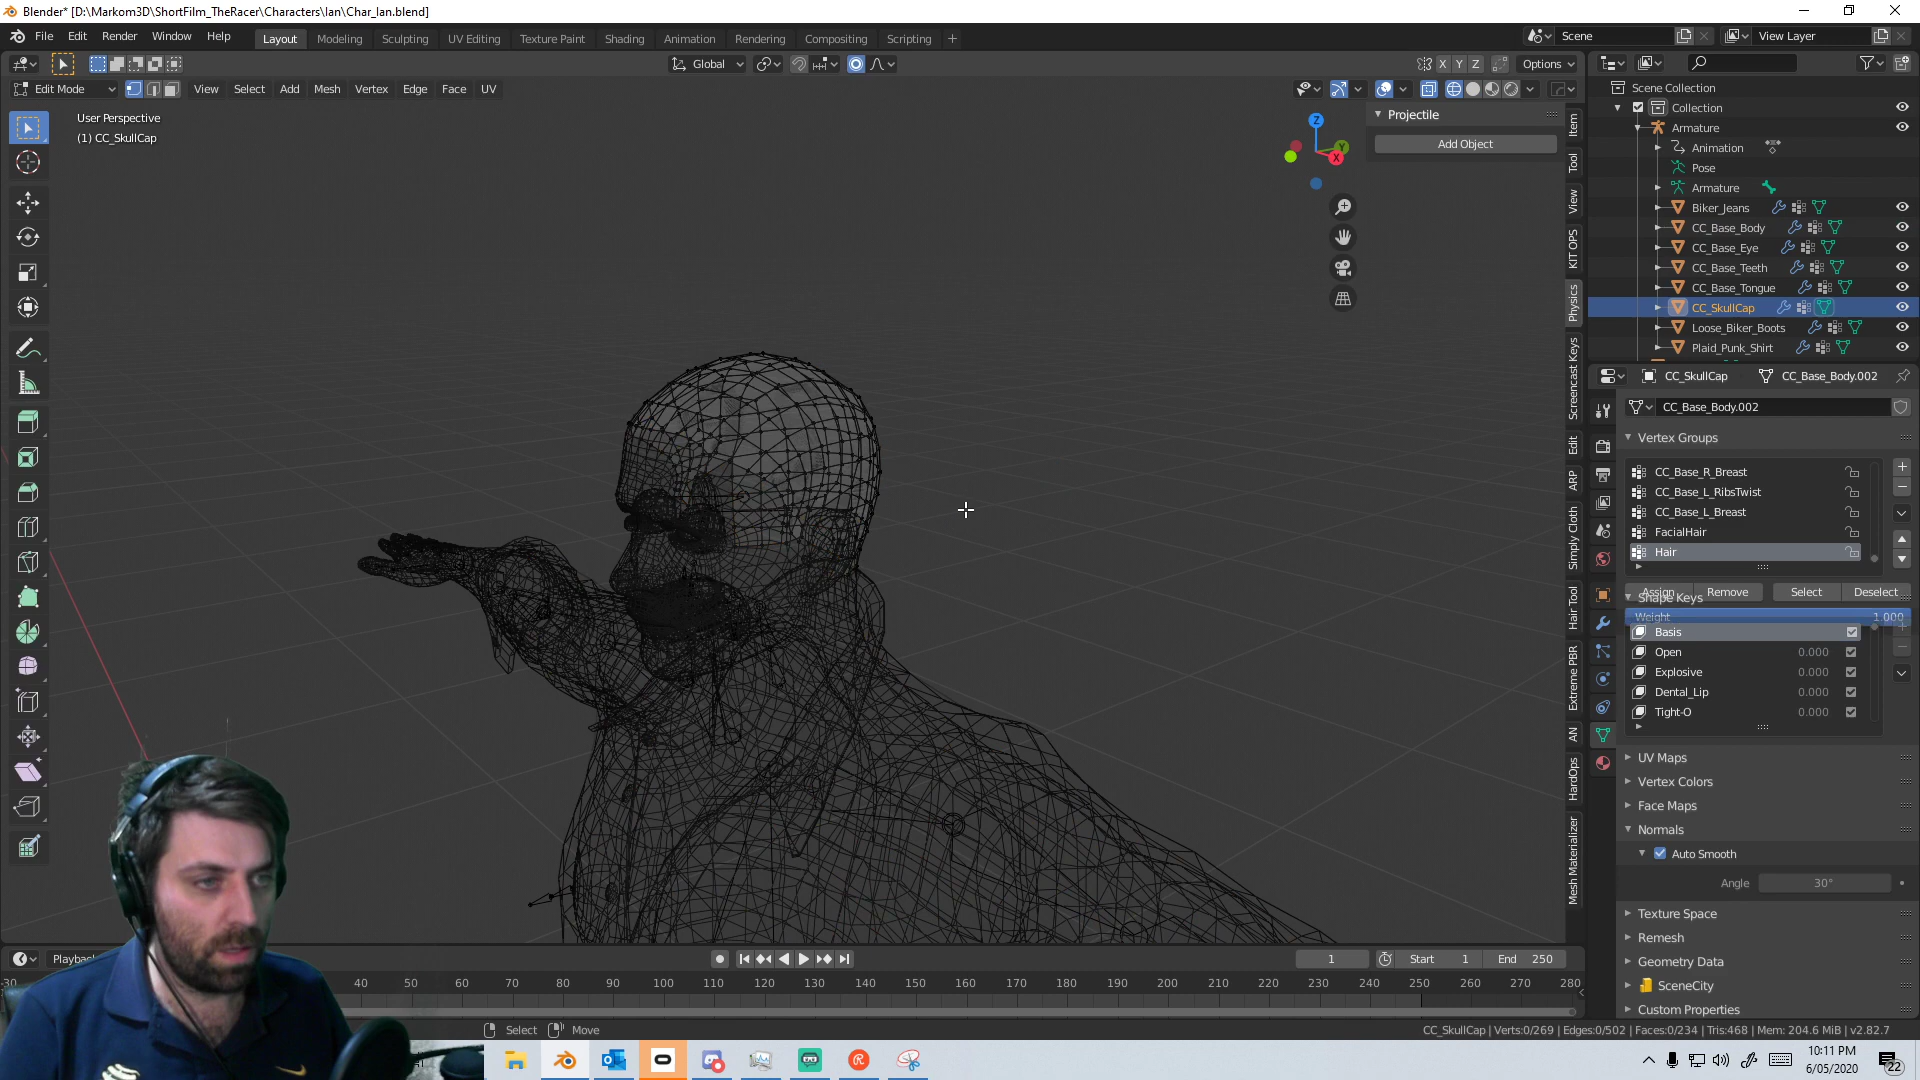 Blender* [D:\Markom3D\ShortFilm_TheRacer\Characters\Ian\Char_Ian.blend]
File Edit Render Window Help
Layout Modeling Sculpting UV Editing Texture Paint Shading Animation Rendering Compositing Scripting
Scene
View Layer
Global
X Y Z
Options
Edit Mode
View Select Add Mesh Vertex Edge Face UV
User Perspective
(1) CC_SkullCap
Z
Y
X
Projectile
Add Object
Item
Tool
View
KIT OPS
Physics
Screencast Keys
Edit
ARP
Simply Cloth
Hair Tool
Extreme PBR
AN
HardOps
Mesh Materializer
Scene Collection
Collection
Armature
Animation
Pose
Armature
Biker_Jeans
CC_Base_Body
CC_Base_Eye
CC_Base_Teeth
CC_Base_Tongue
CC_SkullCap
Loose_Biker_Boots
Plaid_Punk_Shirt
CC_SkullCap CC_Base_Body.002
CC_Base_Body.002
Vertex Groups
CC_Base_R_Breast
CC_Base_L_RibsTwist
CC_Base_L_Breast
FacialHair
Hair
Assign Remove Select Deselect
Shape Keys
Weight 1.000
Basis
Open 0.000
Explosive 0.000
Dental_Lip 0.000
Tight-O 0.000
UV Maps
Vertex Colors
Face Maps
Normals
Auto Smooth
Angle 30°
Texture Space
Remesh
Geometry Data
SceneCity
Custom Properties
1
Start 1
End 250
-30 40 50 60 70 80 90 100 110 120 130 140 150 160 170 180 190 200 210 220 230 240 250 260 270 280
Select Move
CC_SkullCap | Verts:0/269 | Edges:0/502 | Faces:0/234 | Tris:468 | Mem: 204.6 MiB | v2.82.7
10:11 PM
6/05/2020
22